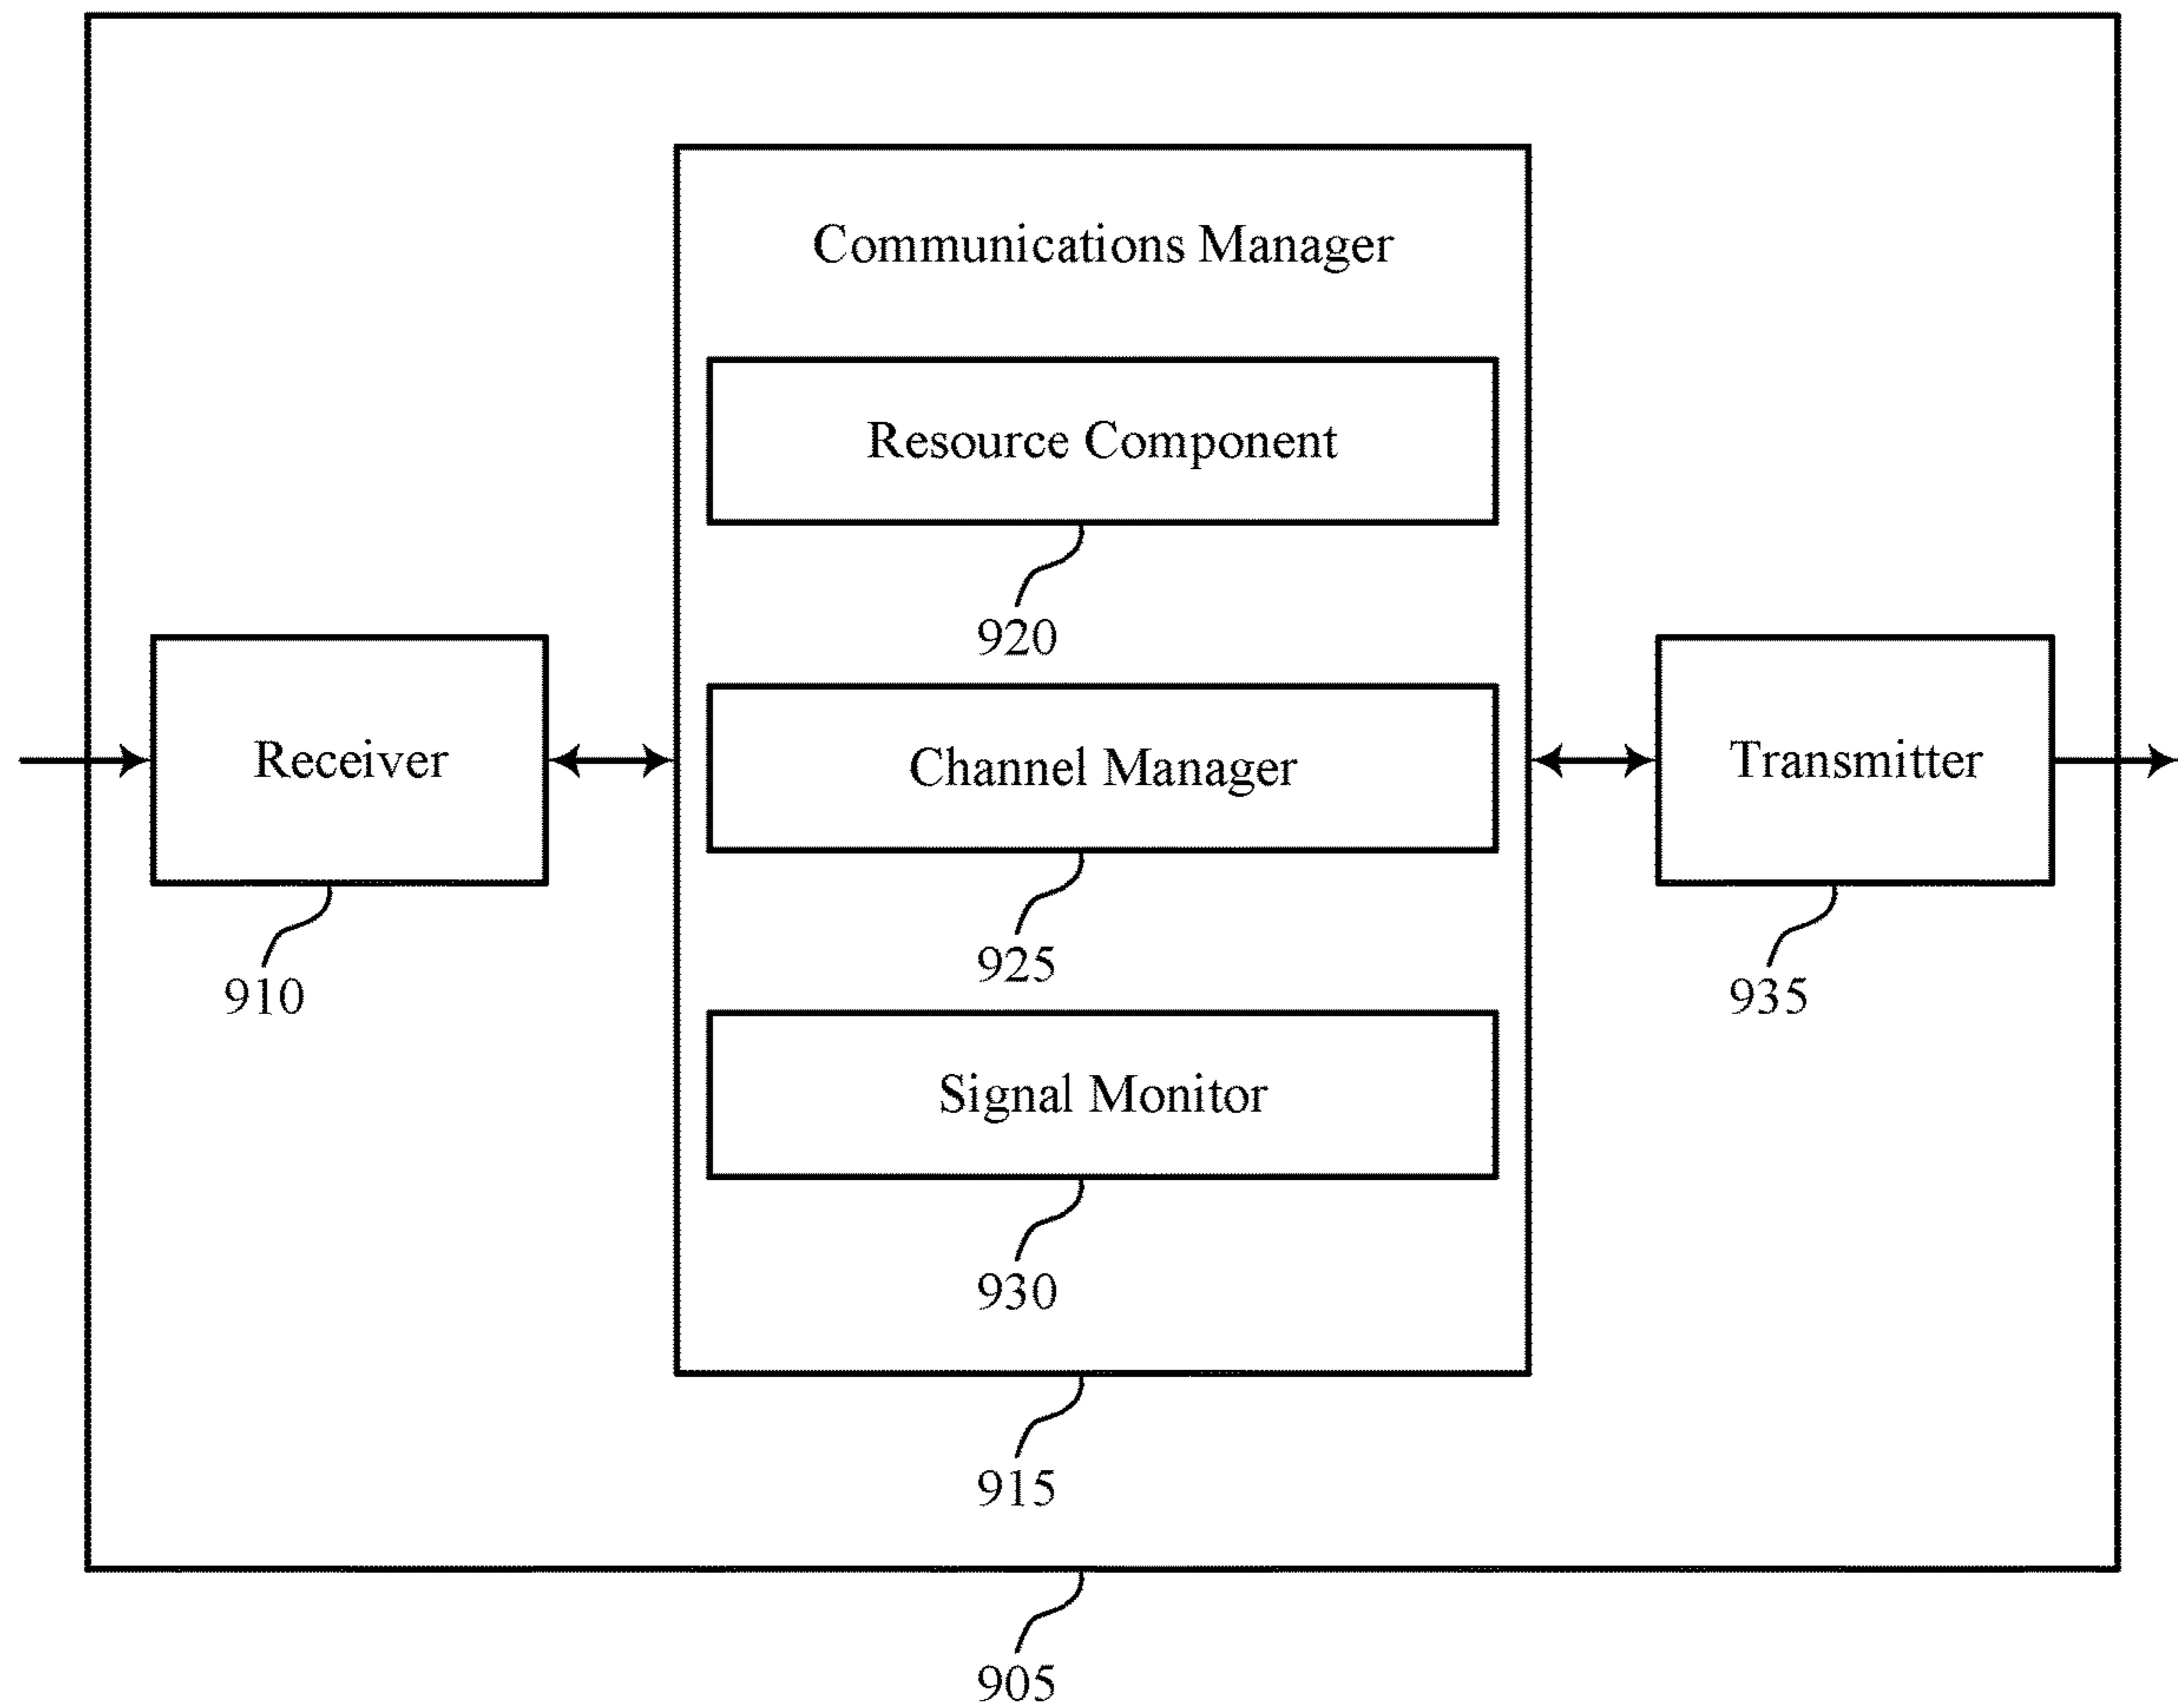 Communications Manager
Resource Component
920
Receiver
910
Channel Manager
925
Transmitter
935
Signal Monitor
930
915
905